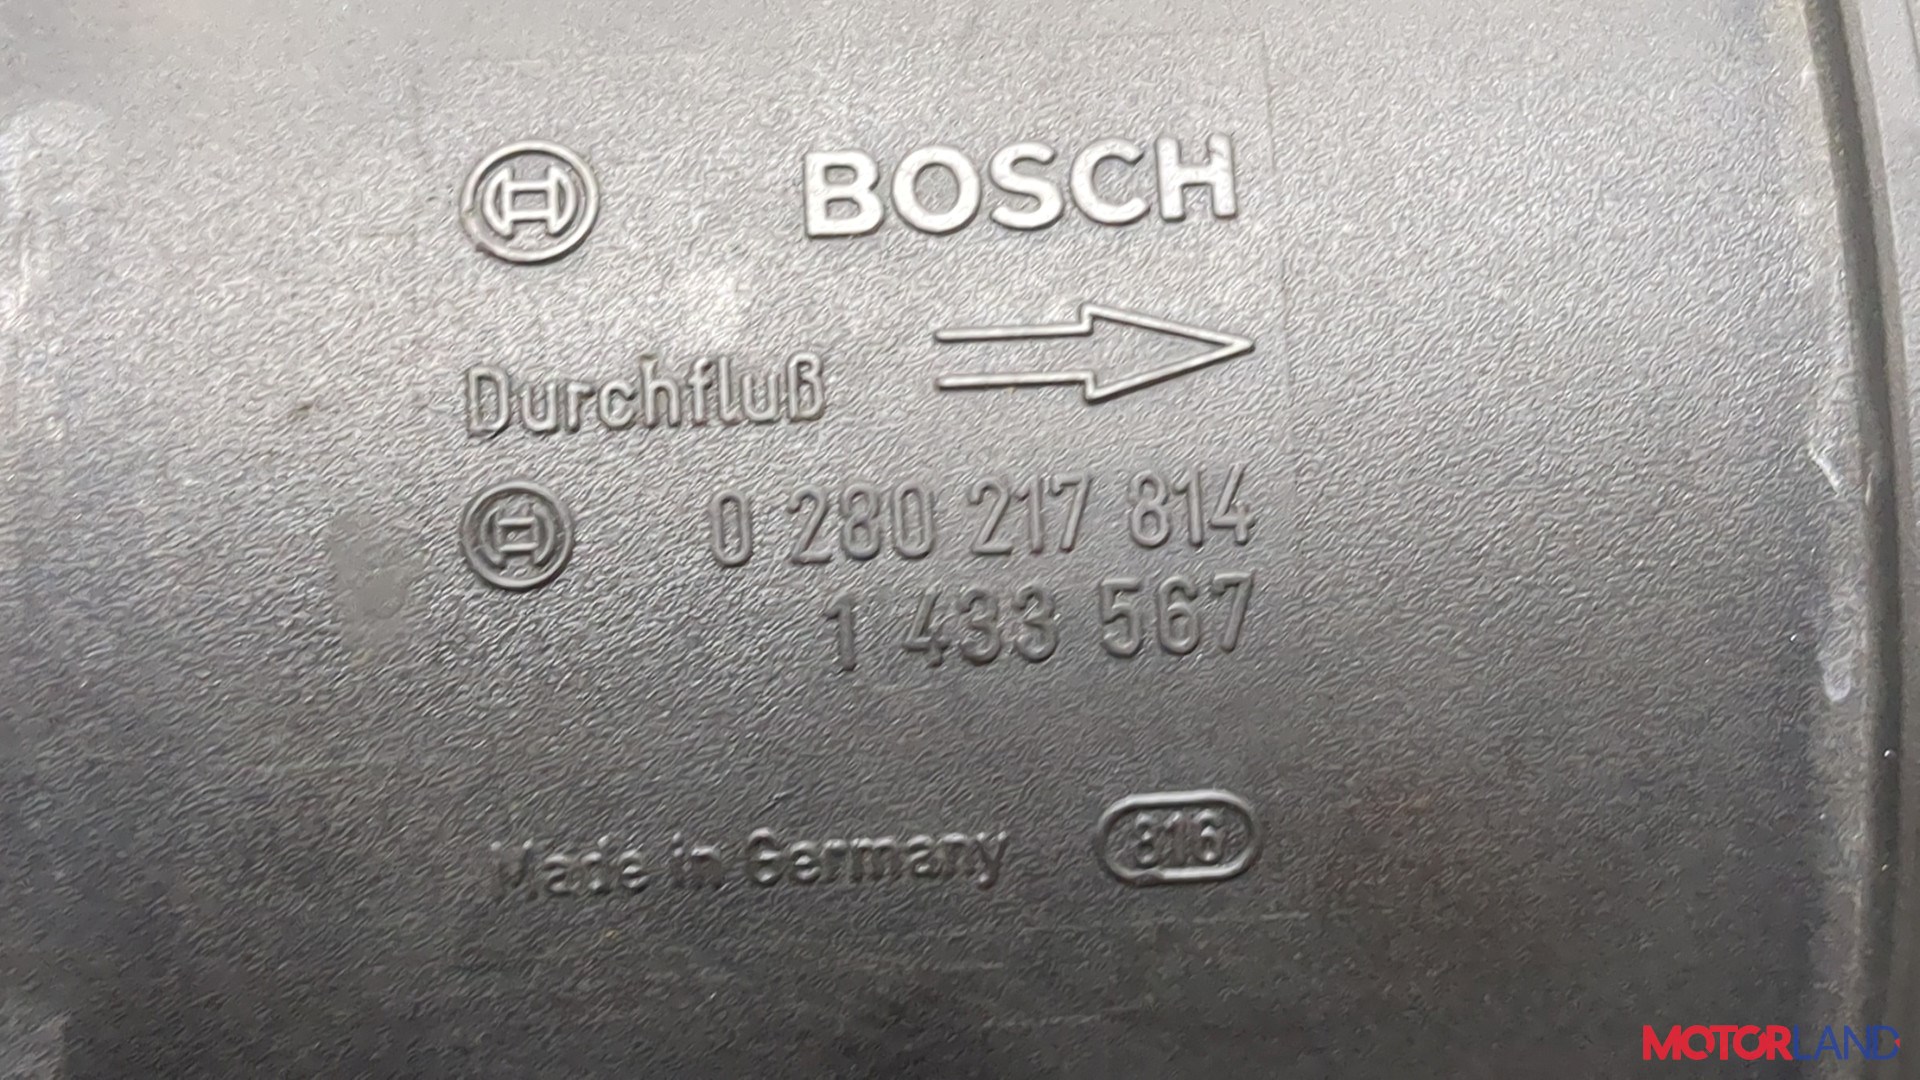 BOSCH
Durchfluß
0 280 217 814
1 433 567
Made in Germany 816
MOTORLAND